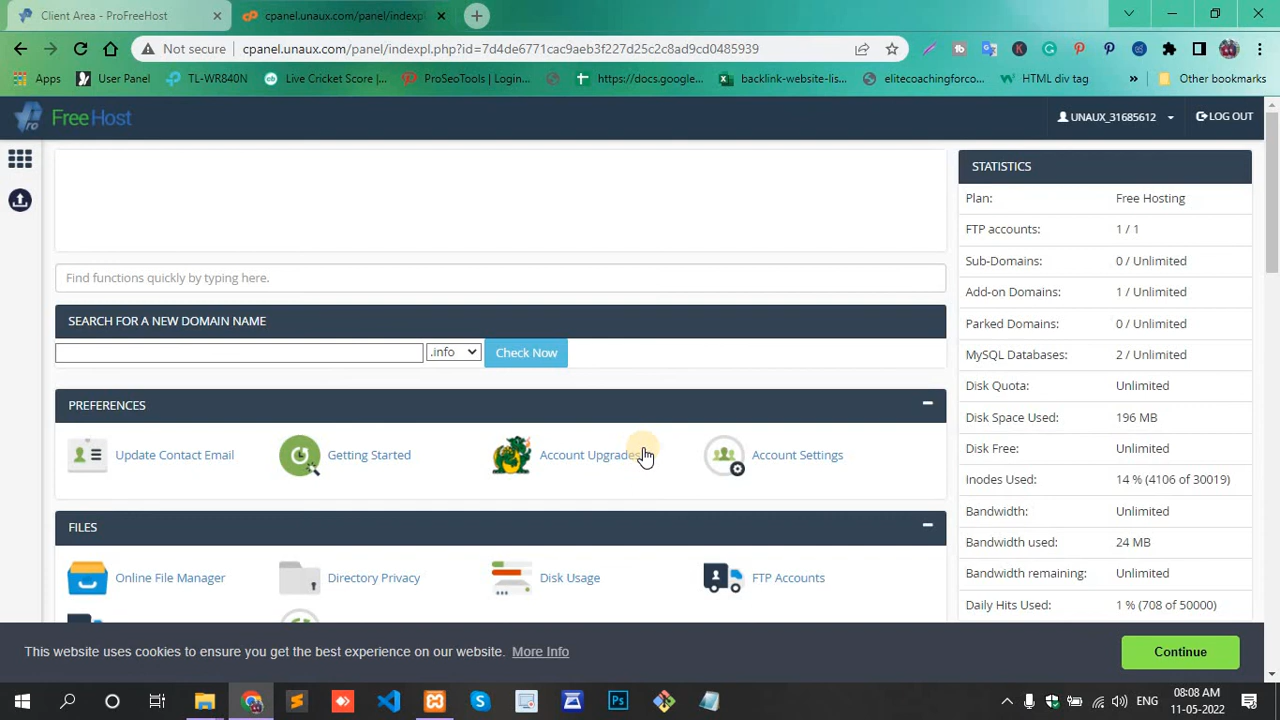 Client Area - ProFreeHost
cpanel.unaux.com/panel/indexpl
Not secure
cpanel.unaux.com/panel/indexpl.php?id=7d4de6771cac9aeb3f227d25c2c8ad9cd0485939
Apps
User Panel
TL-WR840N
Live Cricket Score |...
ProSeoTools | Login...
https://docs.google...
backlink-website-lis...
elitecoachingforco...
HTML div tag
»
Other bookmarks
FreeHost
UNAUX_31685612
LOG OUT
STATISTICS
Plan: Free Hosting
FTP accounts: 1 / 1
Sub-Domains: 0 / Unlimited
Add-on Domains: 1 / Unlimited
Parked Domains: 0 / Unlimited
MySQL Databases: 2 / Unlimited
Disk Quota: Unlimited
Disk Space Used: 196 MB
Disk Free: Unlimited
Inodes Used: 14 % (4106 of 30019)
Bandwidth: Unlimited
Bandwidth used: 24 MB
Bandwidth remaining: Unlimited
Daily Hits Used: 1 % (708 of 50000)
Find functions quickly by typing here.
SEARCH FOR A NEW DOMAIN NAME
.info
Check Now
PREFERENCES
Update Contact Email
Getting Started
Account Upgrades
Account Settings
FILES
Online File Manager
Directory Privacy
Disk Usage
FTP Accounts
This website uses cookies to ensure you get the best experience on our website. More Info
Continue
ENG
08:08 AM
11-05-2022